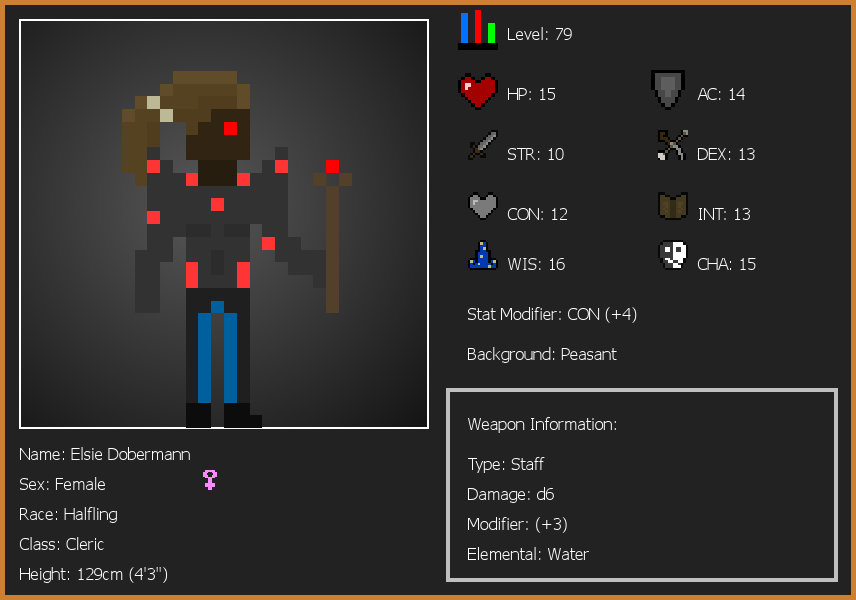 Level: 79
HP: 15
AC: 14
STR: 10
DEX: 13
CON: 12
INT: 13
WIS: 16
CHA: 15
Stat Modifier: CON (+4)
Background: Peasant
Weapon Information:
Type: Staff
Damage: d6
Modifier: (+3)
Elemental: Water
Name: Elsie Dobermann
Sex: Female
Race: Halfling
Class: Cleric
Height: 129cm (4'3")